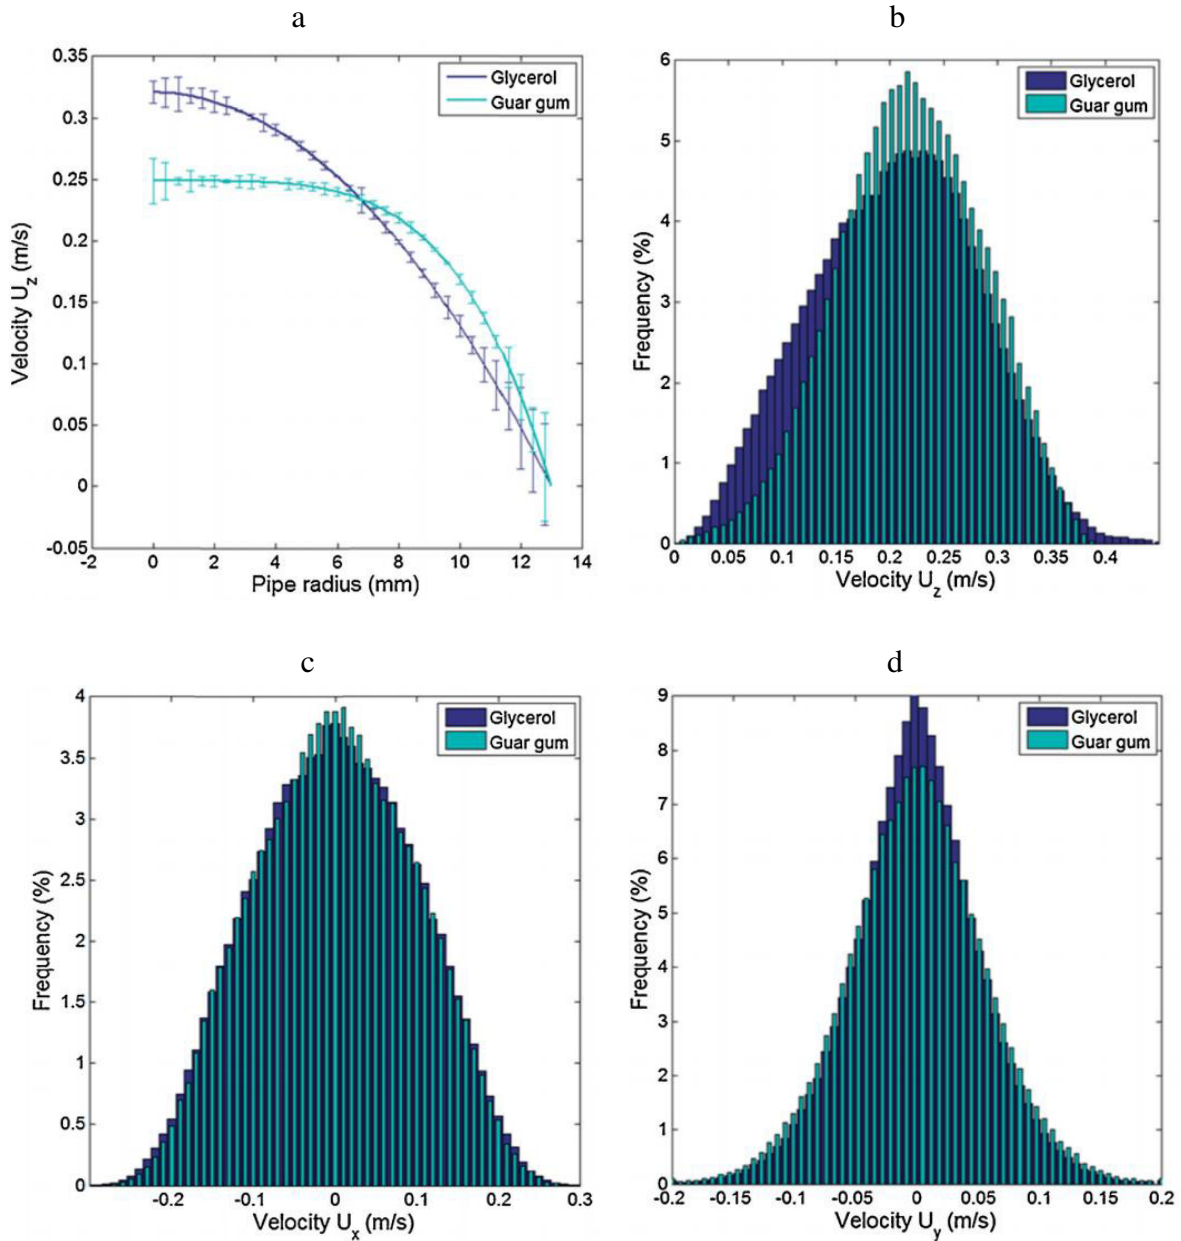 a
0.35
0.3
0.25
0.2
0.15
0.1
0.05
0
-0.05
-2 0 2 4 6 8 10 12 14
Velocity Uz (m/s)
Pipe radius (mm)
Glycerol
Guar gum
b
6
5
4
3
2
1
0
0 0.05 0.1 0.15 0.2 0.25 0.3 0.35 0.4
Frequency (%)
Velocity Uz (m/s)
Glycerol
Guar gum
c
4
3.5
3
2.5
2
1.5
1
0.5
0
-0.2 -0.1 0 0.1 0.2 0.3
Frequency (%)
Velocity Ux (m/s)
Glycerol
Guar gum
d
9
8
7
6
5
4
3
2
1
0
-0.2 -0.15 -0.1 -0.05 0 0.05 0.1 0.15 0.2
Frequency (%)
Velocity Uy (m/s)
Glycerol
Guar gum